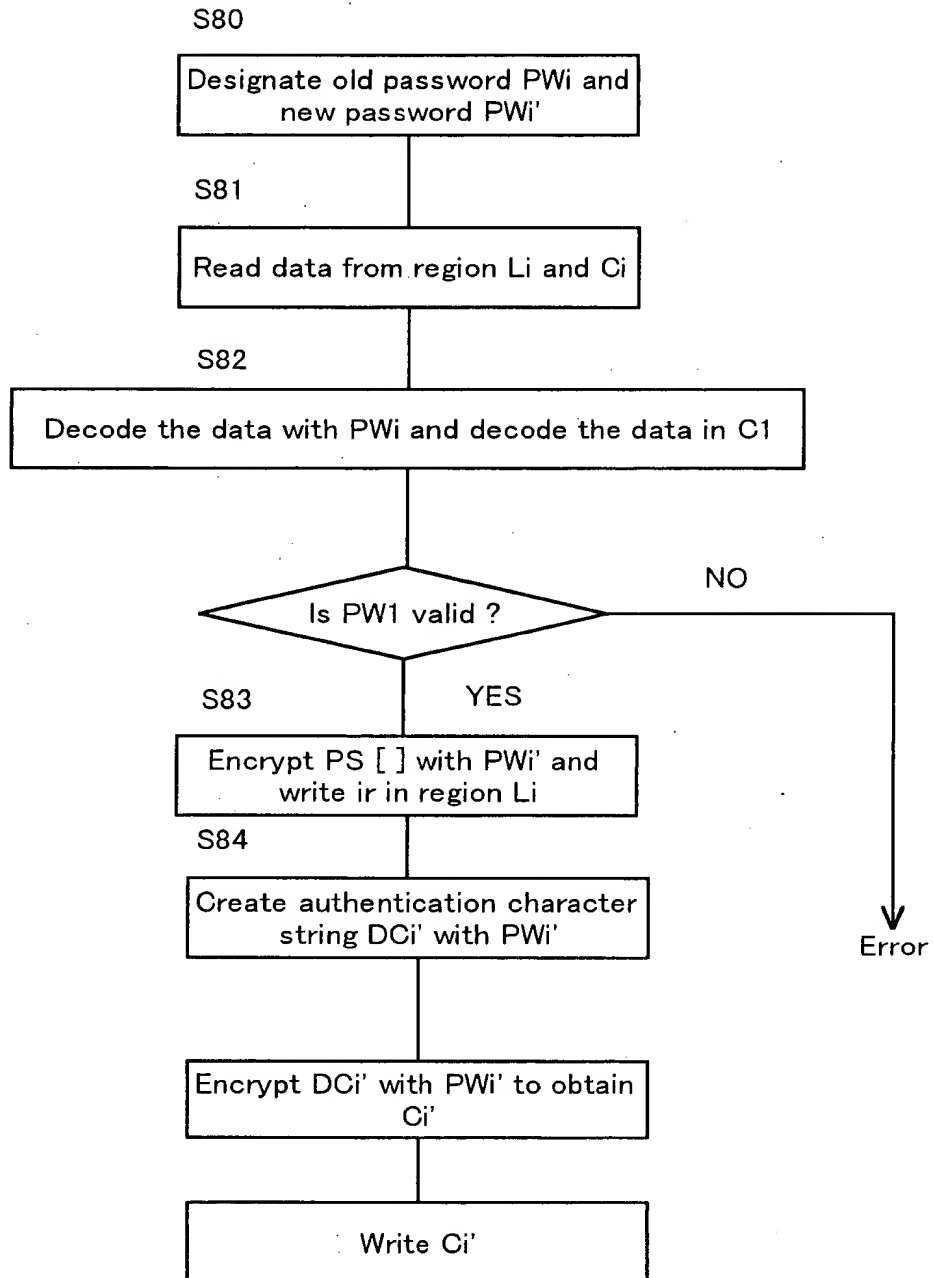 S80
Designate old password PWi and
new password PWi'
S81
Read data from region Li and Ci
S82
Decode the data with PWi and decode the data in C1
Is PW1 valid ?
NO
YES
S83
Encrypt PS [ ] with PWi' and
write ir in region Li
S84
Create authentication character
string DCi' with PWi'
Error
Encrypt DCi' with PWi' to obtain
Ci'
Write Ci'